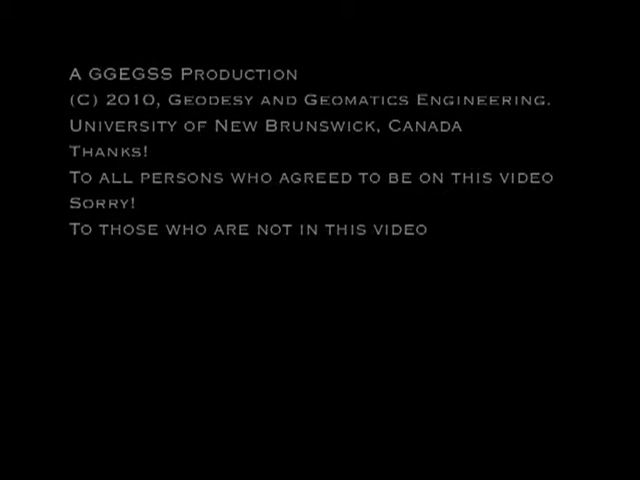 A GGEGSS Production
(C) 2010, Geodesy and Geomatics Engineering.
University of New Brunswick, Canada
Thanks!
To all persons who agreed to be on this video
Sorry!
To those who are not in this video